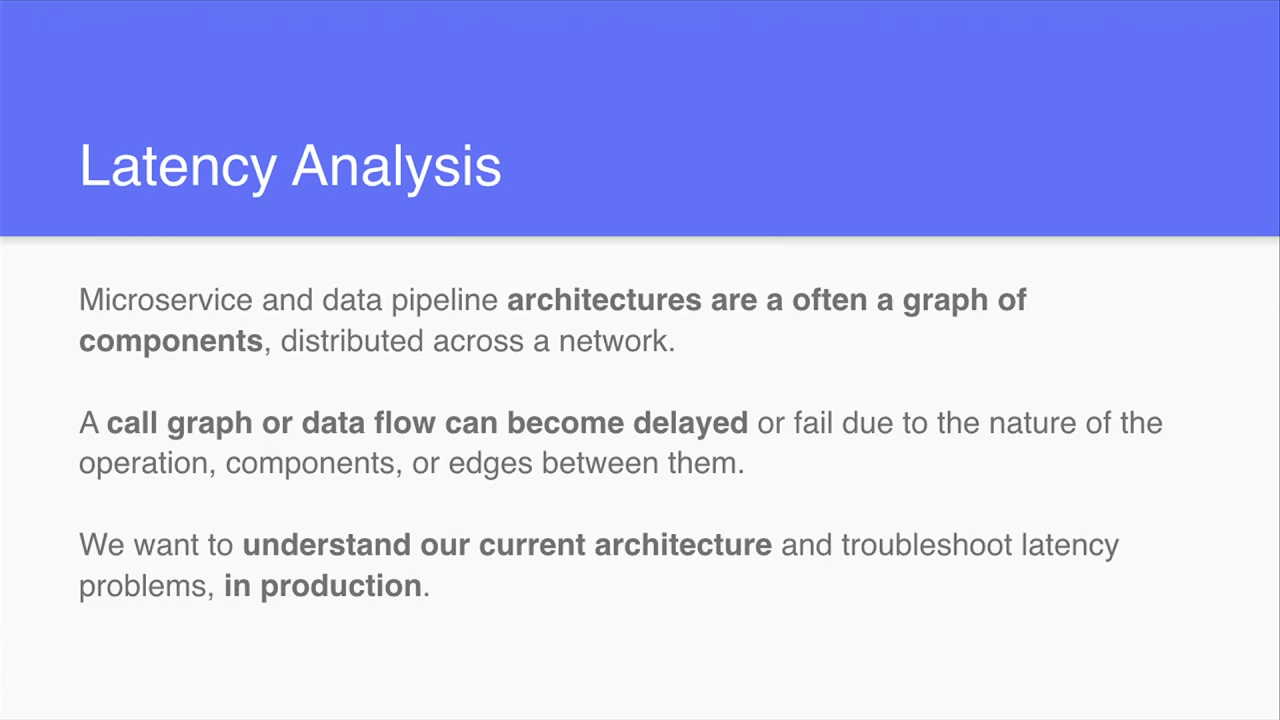 Latency Analysis
Microservice and data pipeline architectures are a often a graph of
components, distributed across a network.
A call graph or data flow can become delayed or fail due to the nature of the
operation, components, or edges between them.
We want to understand our current architecture and troubleshoot latency
problems, in production.